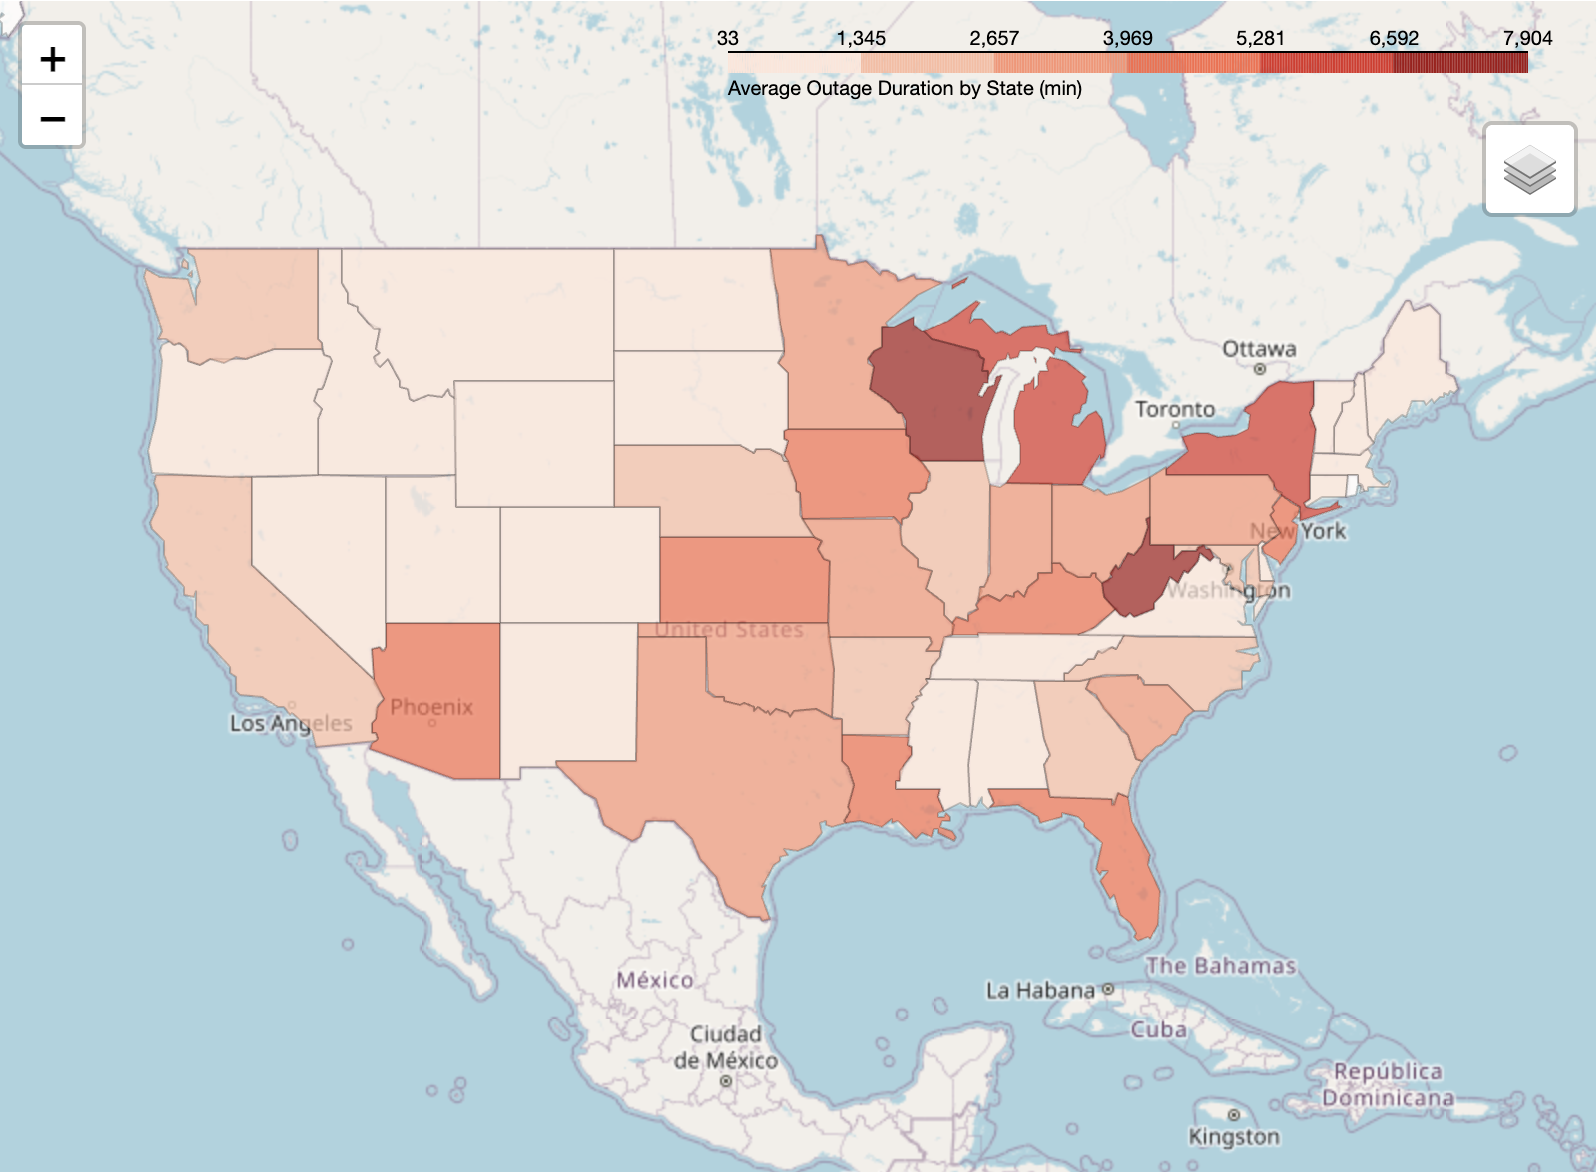 +
−
33 1,345 2,657 3,969 5,281 6,592 7,904
Average Outage Duration by State (min)
Ottawa
Toronto
New York
Washington
United States
Phoenix
Los Angeles
The Bahamas
México
La Habana
Cuba
Ciudad
de México
República
Dominicana
Kingston